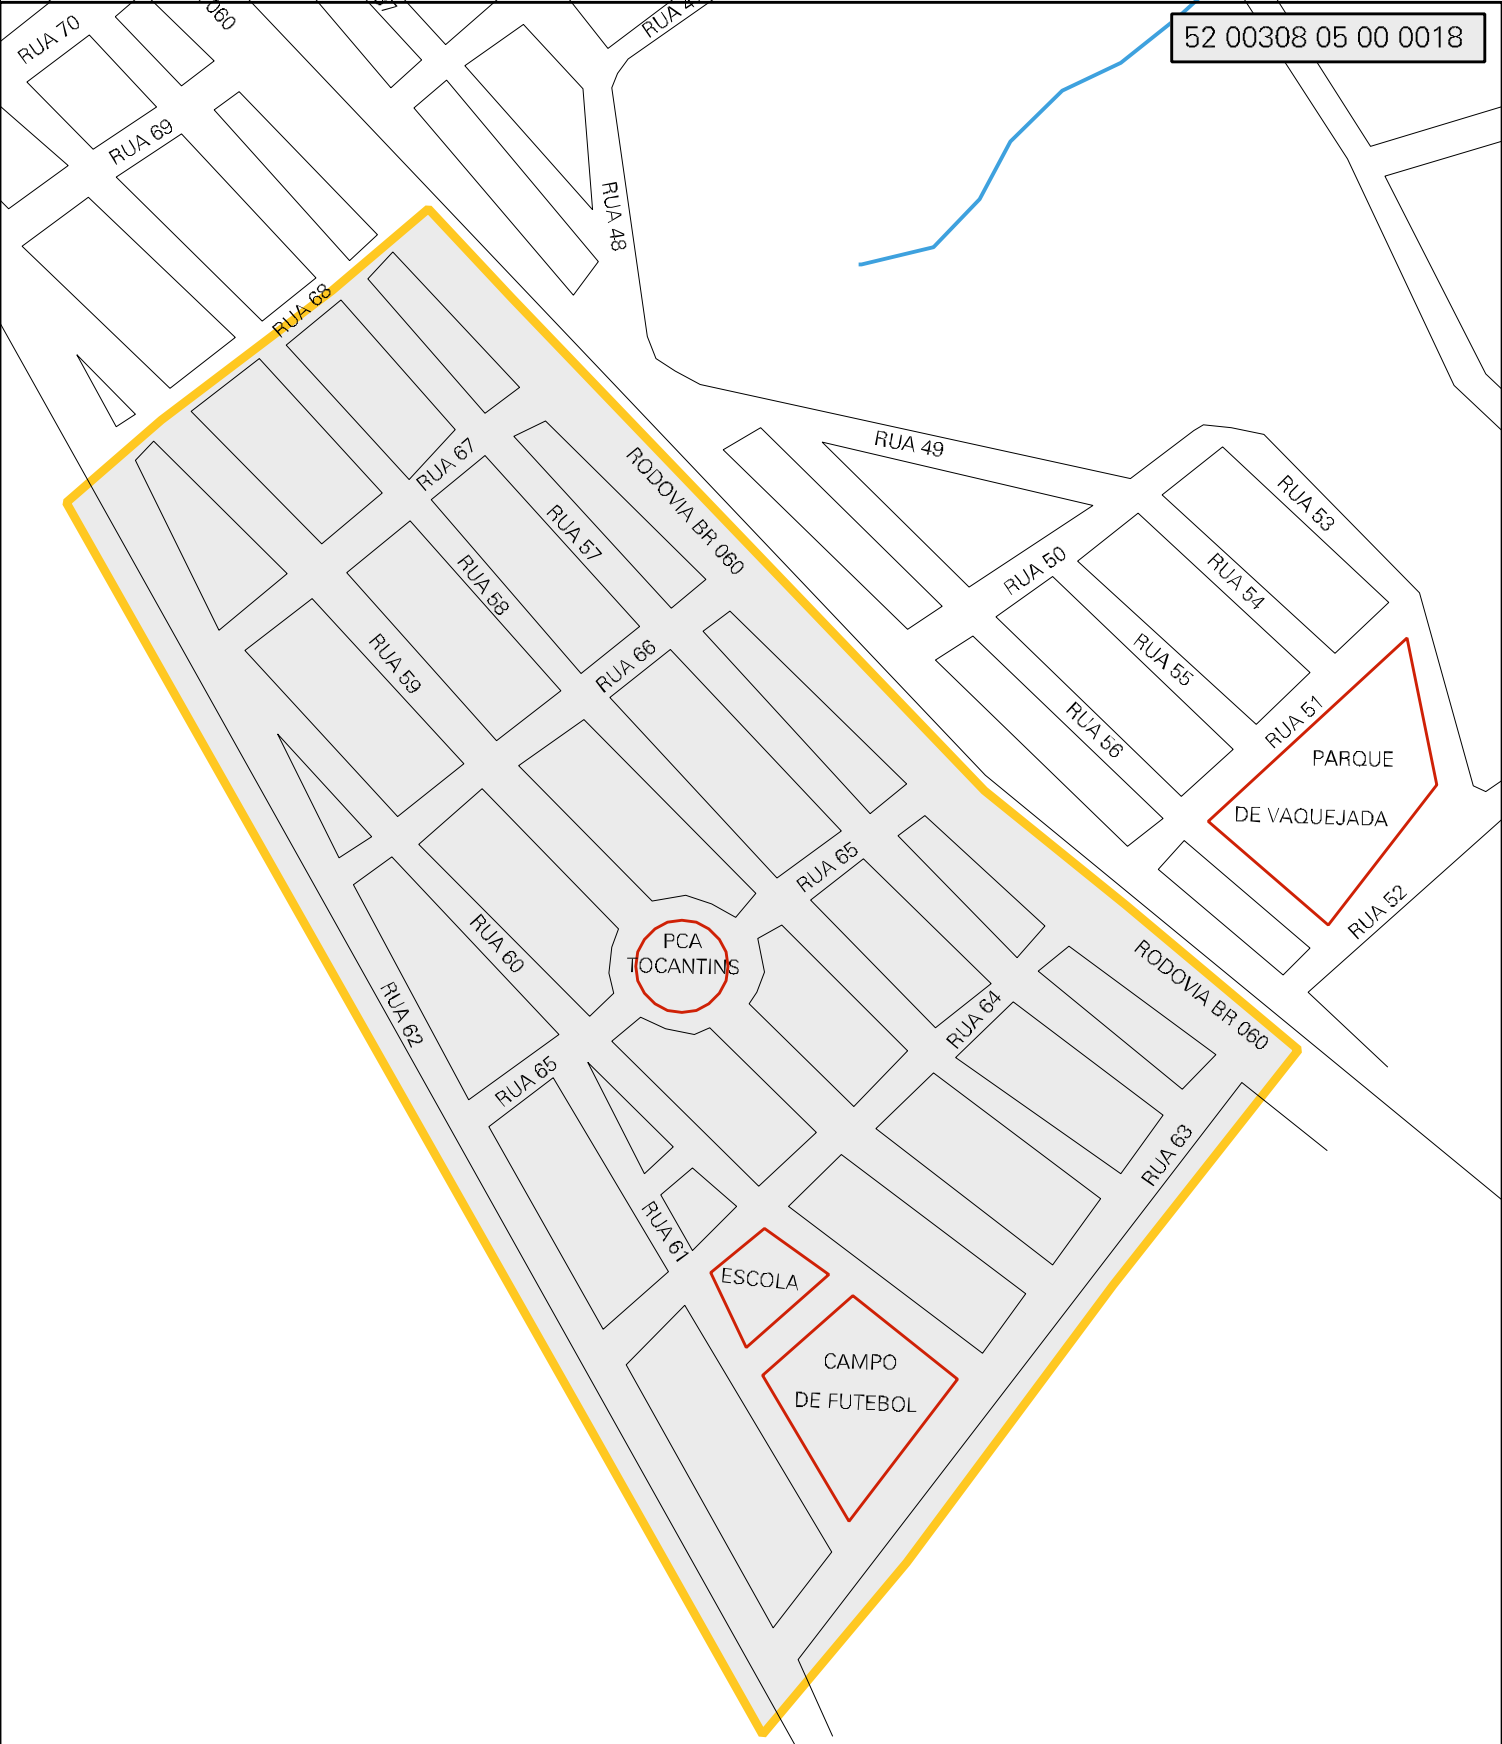 52 00308 05 00 0018
RUA 70
060
RUA 69
RUA 48
RUA 68
RUA 49
RUA 67
RODOVIA BR 060
RUA 53
RUA 57
RUA 50
RUA 54
RUA 58
RUA 59
RUA 66
RUA 55
RUA 56
RUA 51
PARQUE
DE VAQUEJADA
RUA 65
RUA 52
RUA 60
PCA
TOCANTINS
RODOVIA BR 060
RUA 62
RUA 64
RUA 65
RUA 63
RUA 61
ESCOLA
CAMPO
DE FUTEBOL